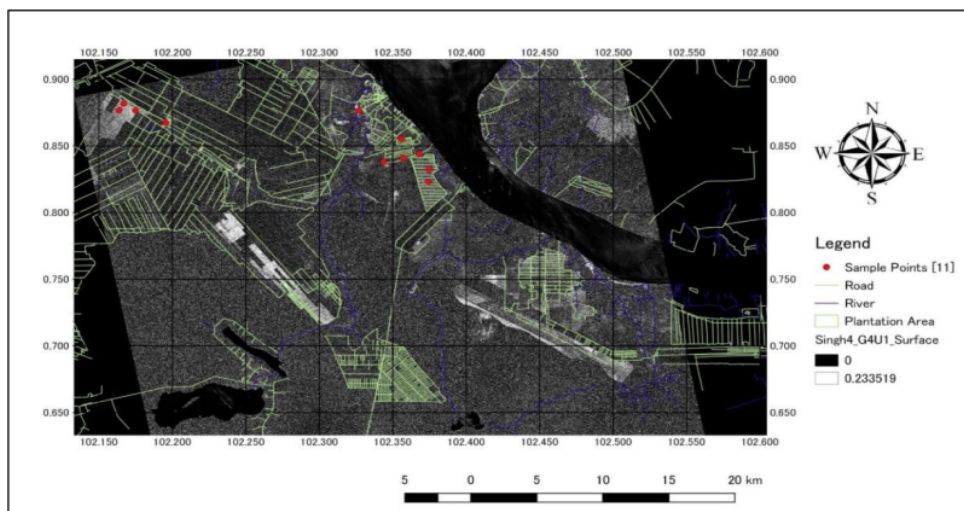 102.150 102.200 102.250 102.300 102.350 102.400 102.450 102.500 102.550 102.600
0.900 0.900
0.850 0.850
0.800 0.800
0.750 0.750
0.700 0.700
0.650 0.650
102.150 102.200 102.250 102.300 102.350 102.400 102.450 102.500 102.550 102.600
N
W E
S
Legend
Sample Points [11]
Road
River
Plantation Area
Singh4_G4U1_Surface
0
0.233519
5 0 5 10 15 20 km